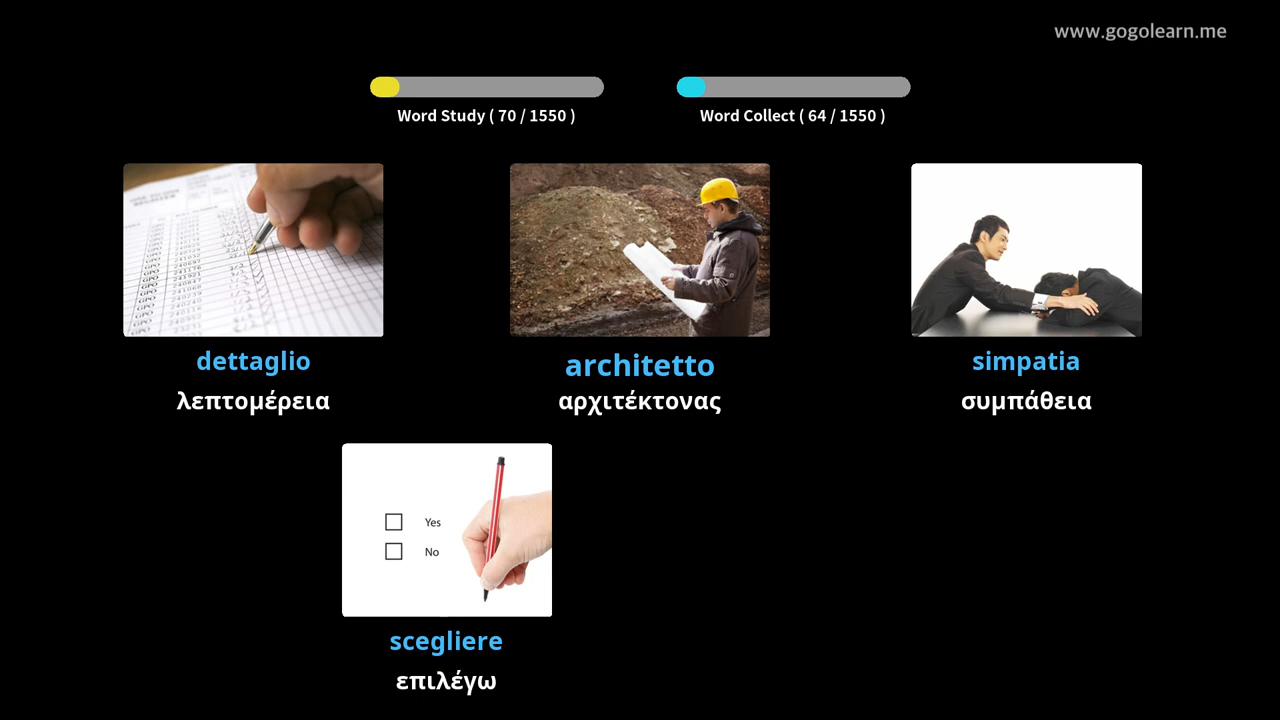 www.gogolearn.me
Word Study ( 70 / 1550 )
Word Collect ( 64 / 1550 )
dettaglio
λεπτομέρεια
architetto
αρχιτέκτονας
simpatia
συμπάθεια
Yes
No
scegliere
επιλέγω